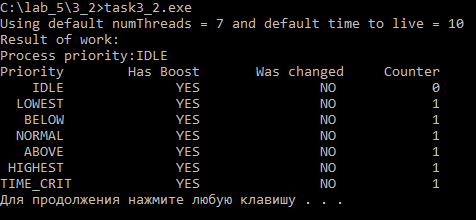 C:\lab_5\3_2>task3_2.exe
Using default numThreads = 7 and default time to live = 10
Result of work:
Process priority:IDLE
Priority Has Boost Was changed Counter
IDLE YES NO 0
LOWEST YES NO 1
BELOW YES NO 1
NORMAL YES NO 1
ABOVE YES NO 1
HIGHEST YES NO 1
TIME_CRIT YES NO 1
Для продолжения нажмите любую клавишу . . .